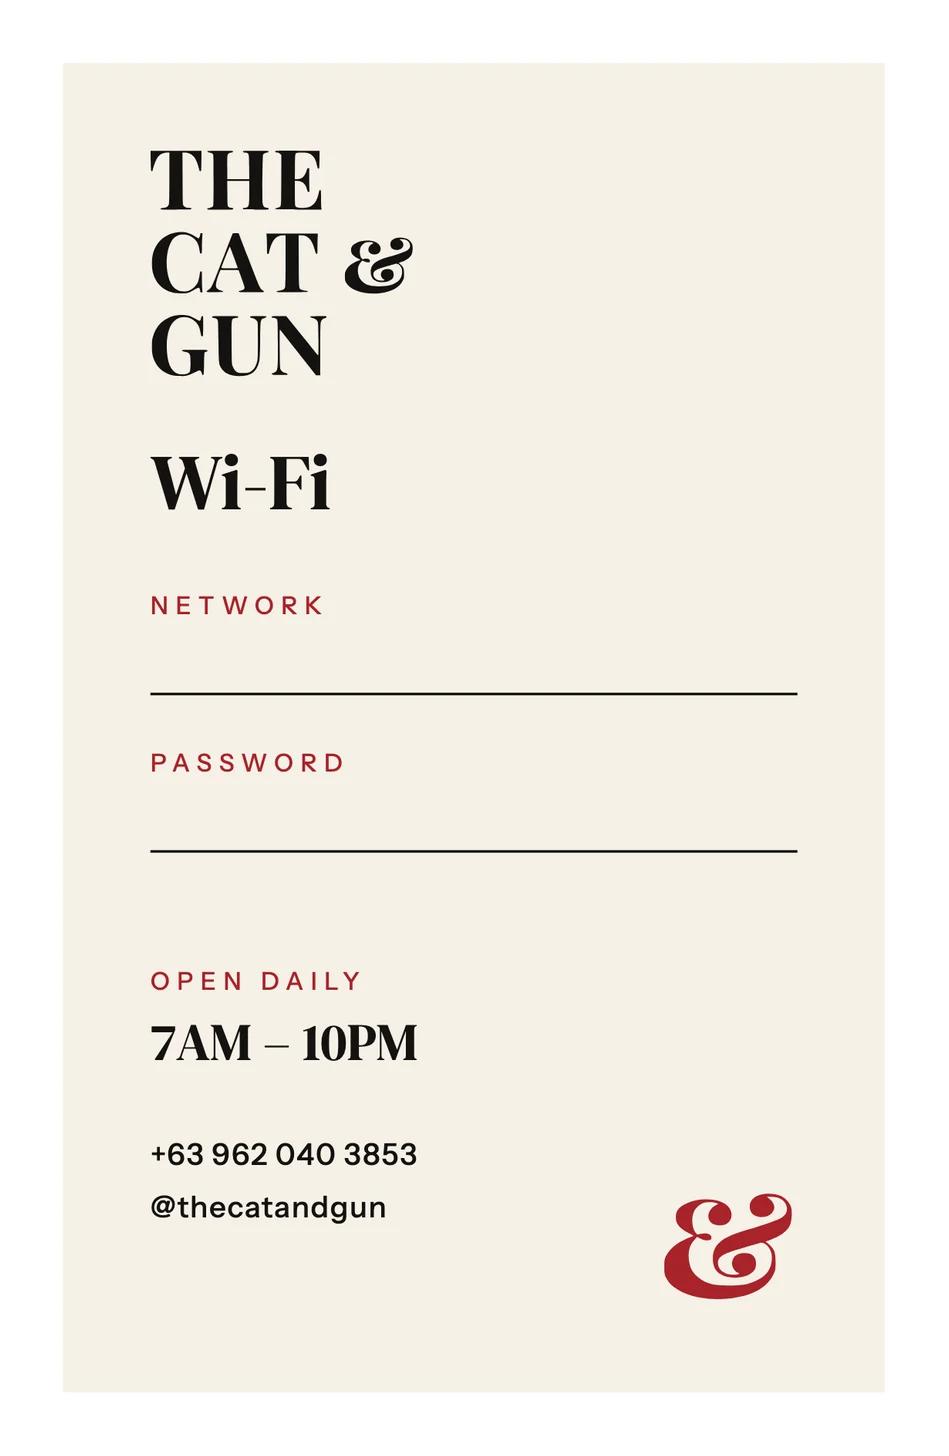 THE
CAT &
GUN
Wi-Fi
NETWORK
PASSWORD
OPEN DAILY
7AM – 10PM
+63 962 040 3853
@thecatandgun
&